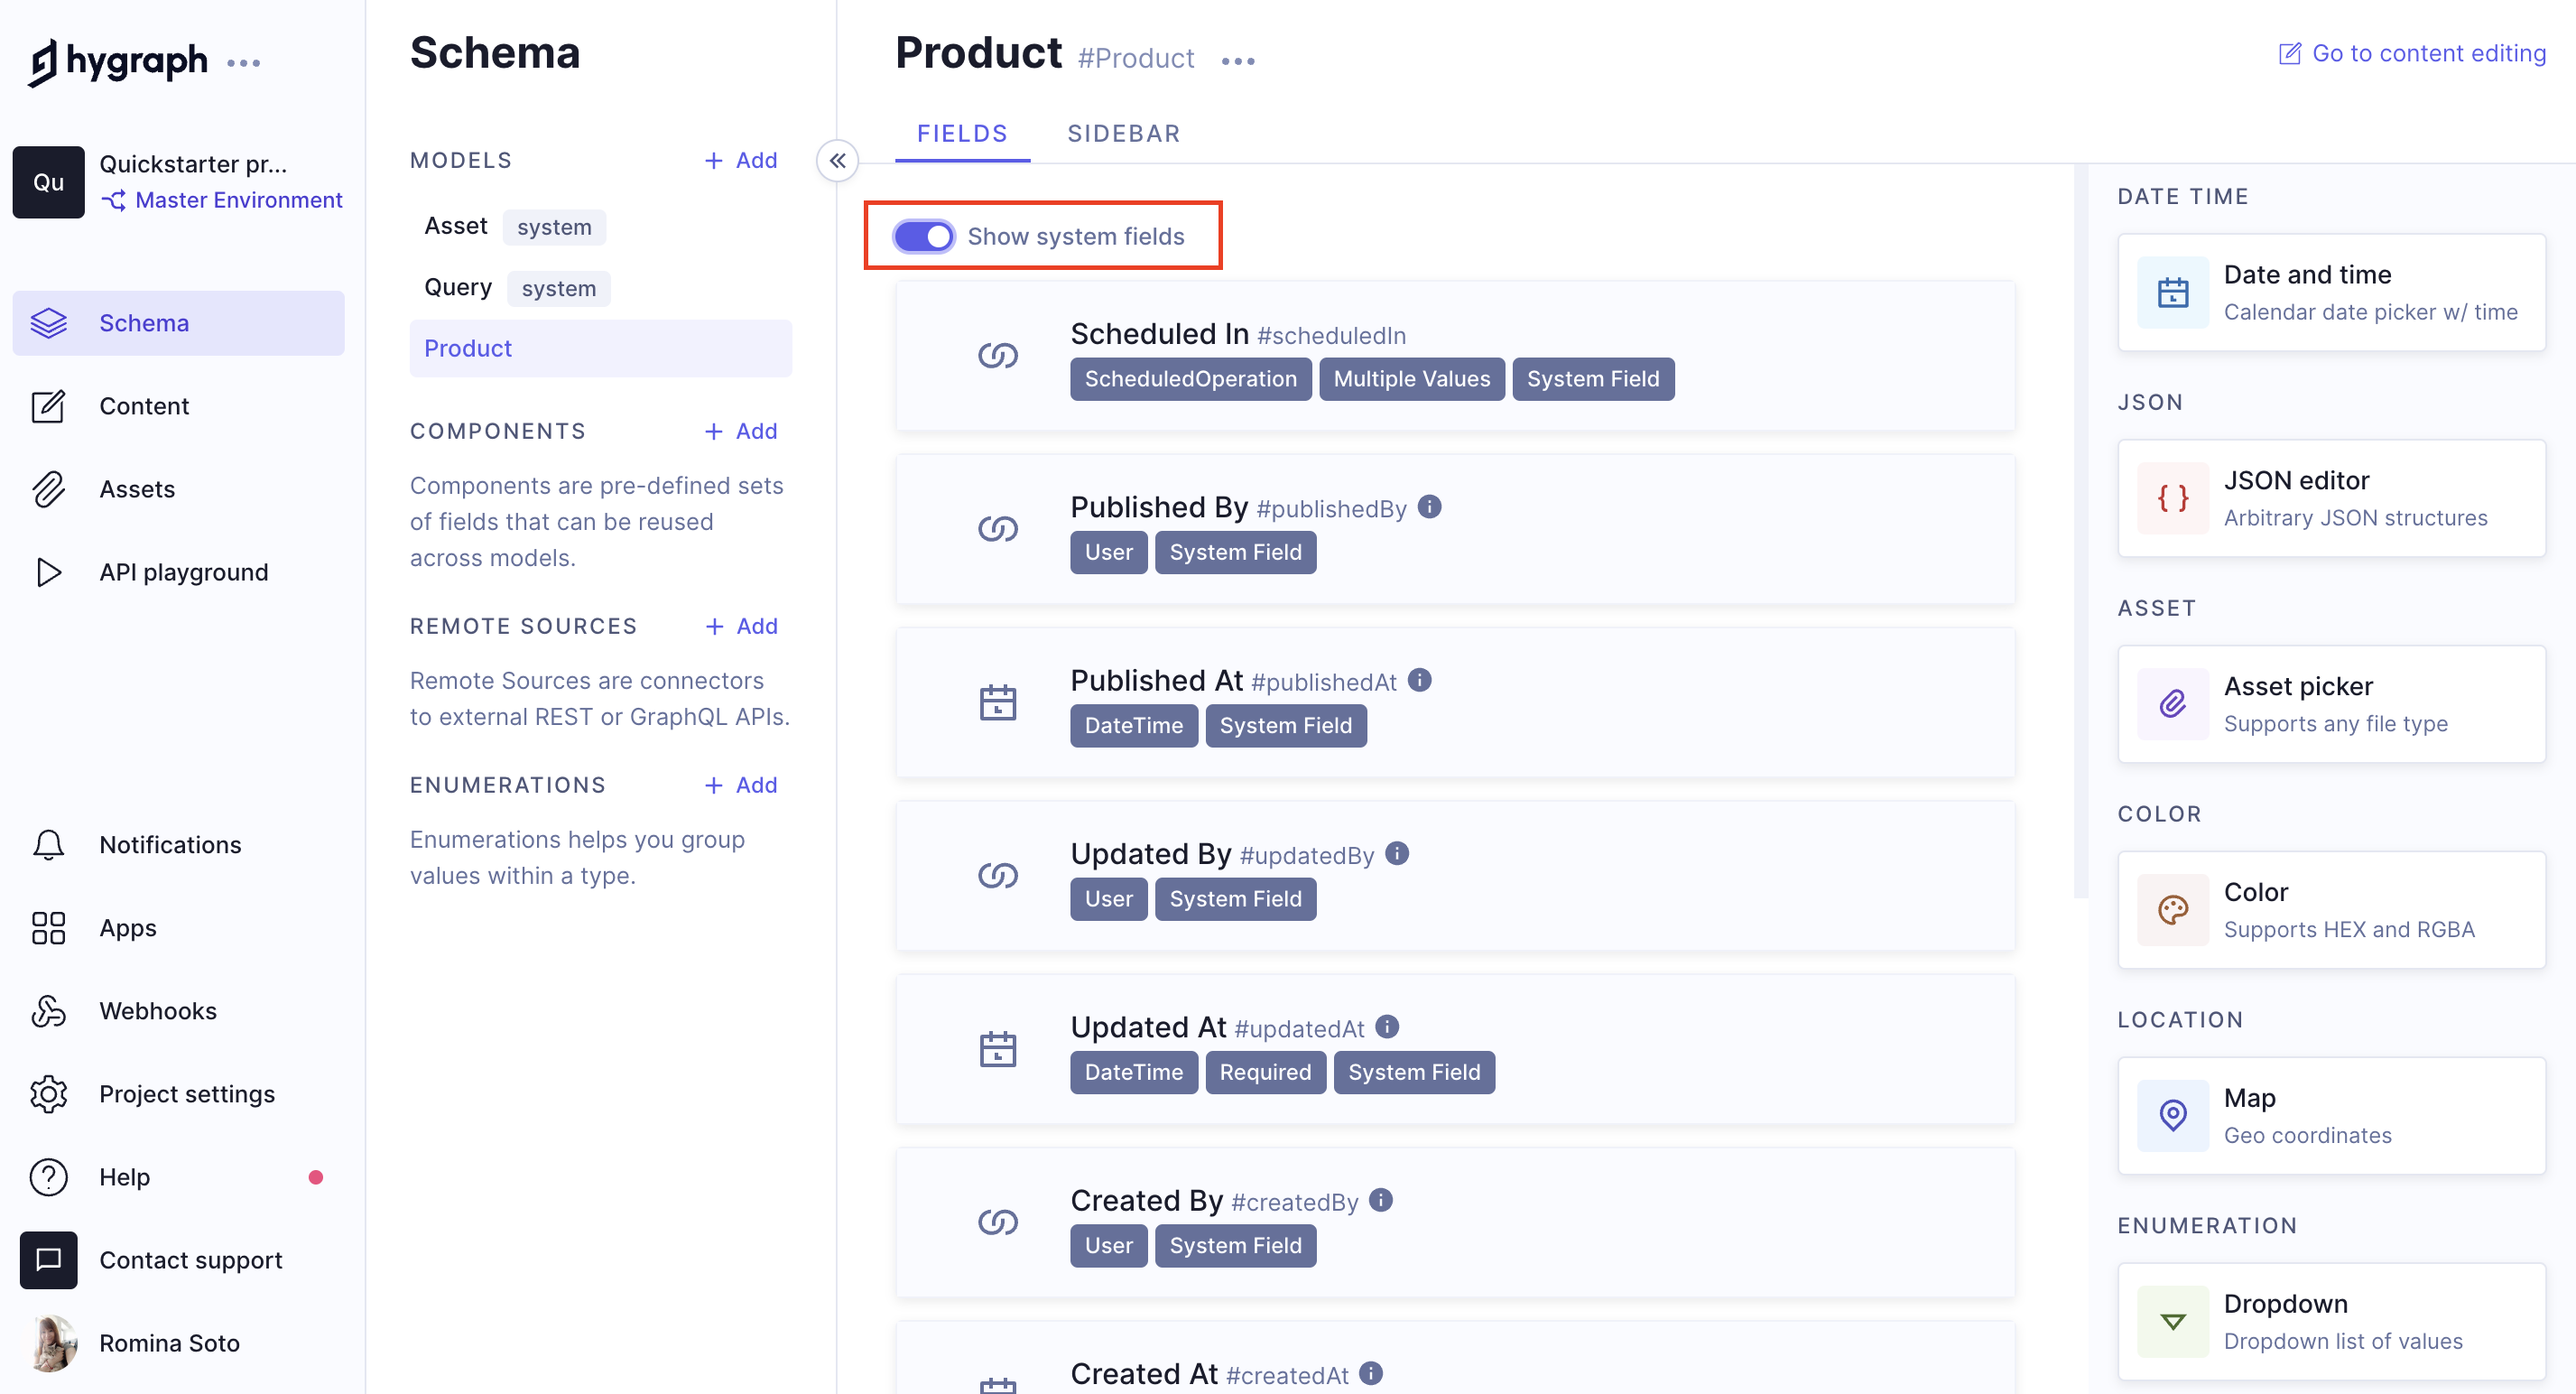 hygraph
Qu
Quickstarter pr...
Master Environment
Schema
Content
Assets
API playground
Notifications
Apps
Webhooks
Project settings
Help
Contact support
Romina Soto
Schema
MODELS
+ Add
Asset system
Query system
Product
COMPONENTS
+ Add
Components are pre-defined sets
of fields that can be reused
across models.
REMOTE SOURCES
+ Add
Remote Sources are connectors
to external REST or GraphQL APIs.
ENUMERATIONS
+ Add
Enumerations helps you group
values within a type.
Product #Product
Go to content editing
FIELDS SIDEBAR
Show system fields
Scheduled In #scheduledIn
ScheduledOperation Multiple Values System Field
Published By #publishedBy
User System Field
Published At #publishedAt
DateTime System Field
Updated By #updatedBy
User System Field
Updated At #updatedAt
DateTime Required System Field
Created By #createdBy
User System Field
Created At #createdAt
DATE TIME
Date and time
Calendar date picker w/ time
JSON
JSON editor
Arbitrary JSON structures
ASSET
Asset picker
Supports any file type
COLOR
Color
Supports HEX and RGBA
LOCATION
Map
Geo coordinates
ENUMERATION
Dropdown
Dropdown list of values